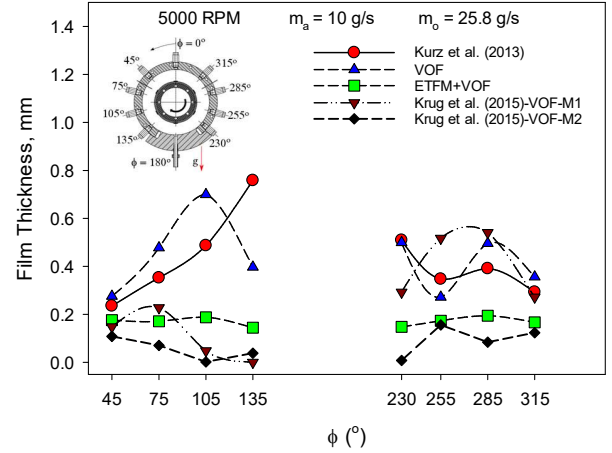 5000 RPM
mₐ = 10 g/s
mₒ = 25.8 g/s
Kurz et al. (2013)
VOF
ETFM+VOF
Krug et al. (2015)-VOF-M1
Krug et al. (2015)-VOF-M2
ϕ = 0°
45°
315°
75°
285°
105°
255°
135°
230°
ϕ = 180°
g
Film Thickness, mm
1.4
1.2
1.0
0.8
0.6
0.4
0.2
0.0
45 75 105 135 230 255 285 315
ϕ (°)